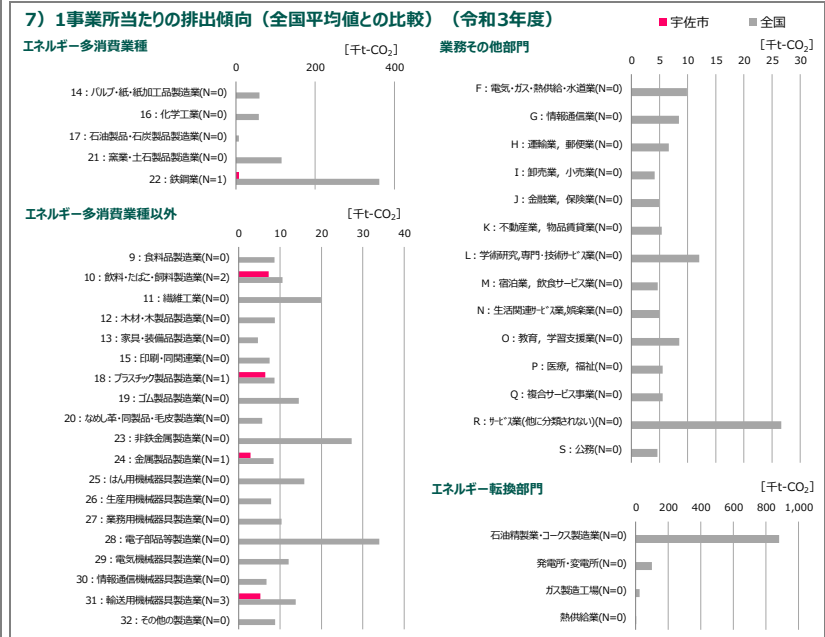 7）1事業所当たりの排出傾向（全国平均値との比較）（令和3年度）
■宇佐市 ■全国
エネルギー多消費業種
［千t-CO₂］
0 200 400
14：パルプ・紙・紙加工品製造業(N=0)
16：化学工業(N=0)
17：石油製品・石炭製品製造業(N=0)
21：窯業・土石製品製造業(N=0)
22：鉄鋼業(N=1)
エネルギー多消費業種以外
［千t-CO₂］
0 10 20 30 40
9：食料品製造業(N=0)
10：飲料・たばこ・飼料製造業(N=2)
11：繊維工業(N=0)
12：木材・木製品製造業(N=0)
13：家具・装備品製造業(N=0)
15：印刷・同関連業(N=0)
18：プラスチック製品製造業(N=1)
19：ゴム製品製造業(N=0)
20：なめし革・同製品・毛皮製造業(N=0)
23：非鉄金属製造業(N=0)
24：金属製品製造業(N=1)
25：はん用機械器具製造業(N=0)
26：生産用機械器具製造業(N=0)
27：業務用機械器具製造業(N=0)
28：電子部品等製造業(N=0)
29：電気機械器具製造業(N=0)
30：情報通信機械器具製造業(N=0)
31：輸送用機械器具製造業(N=3)
32：その他の製造業(N=0)
業務その他部門
［千t-CO₂］
0 5 10 15 20 25 30
F：電気・ガス・熱供給・水道業(N=0)
G：情報通信業(N=0)
H：運輸業，郵便業(N=0)
I：卸売業，小売業(N=0)
J：金融業，保険業(N=0)
K：不動産業，物品賃貸業(N=0)
L：学術研究,専門・技術ｻｰﾋﾞｽ業(N=0)
M：宿泊業，飲食サービス業(N=0)
N：生活関連ｻｰﾋﾞｽ業,娯楽業(N=0)
O：教育，学習支援業(N=0)
P：医療，福祉(N=0)
Q：複合サービス事業(N=0)
R：ｻｰﾋﾞｽ業(他に分類されない)(N=0)
S：公務(N=0)
エネルギー転換部門
［千t-CO₂］
0 200 400 600 800 1,000
石油精製業・コークス製造業(N=0)
発電所・変電所(N=0)
ガス製造工場(N=0)
熱供給業(N=0)